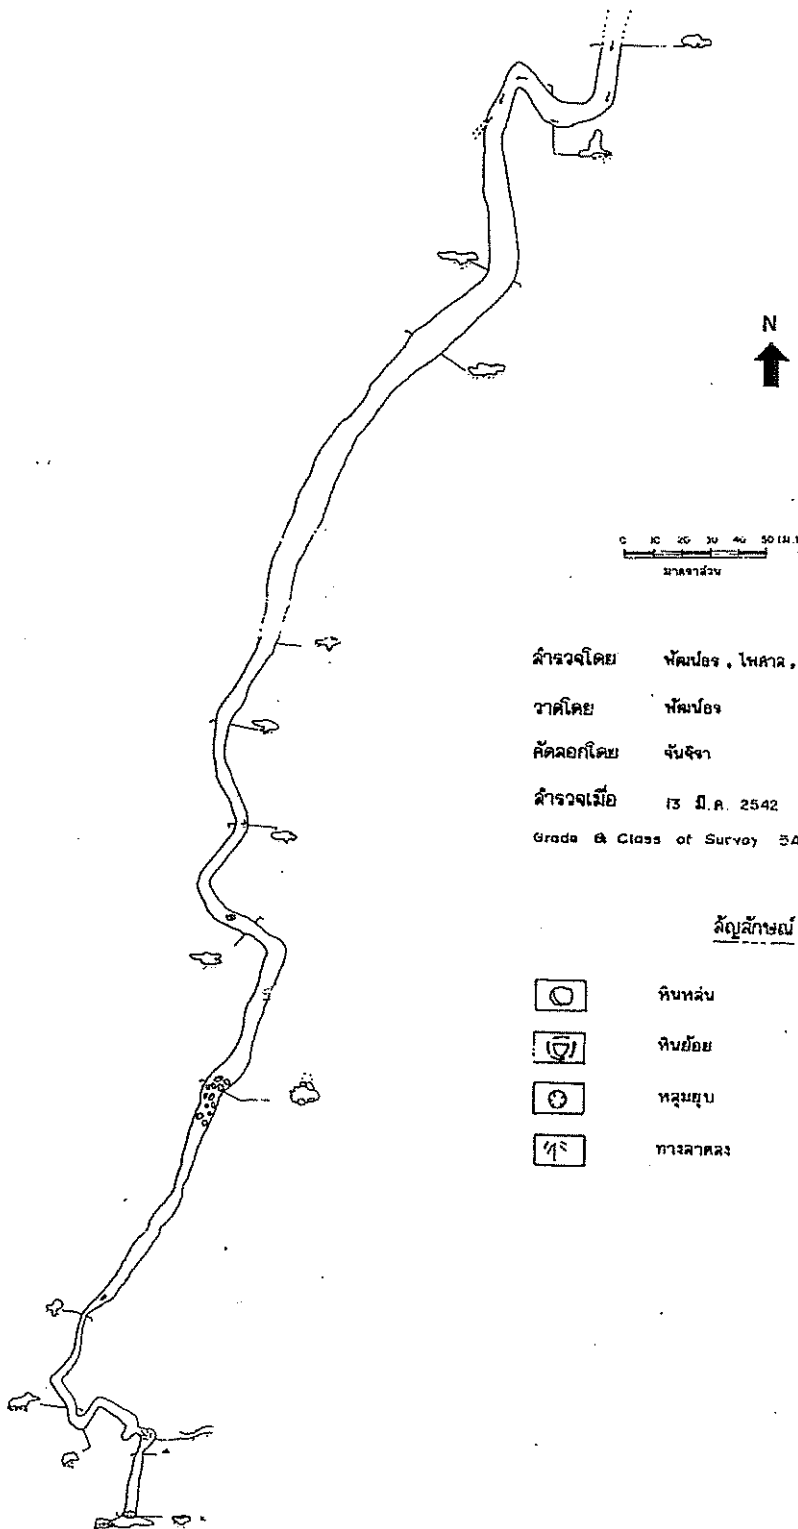 N
0 10 20 30 40 50 (ม.)
มาตราส่วน
สำรวจโดย พัฒน์อร , ไพศาล ,
วาดโดย พัฒน์อร
คัดลอกโดย จันจิรา
สำรวจเมื่อ 13 มี.ค. 2542
Grade & Class of Survey 5A
สัญลักษณ์
หินหล่น
หินย้อย
หลุมยุบ
ทางลาดลง